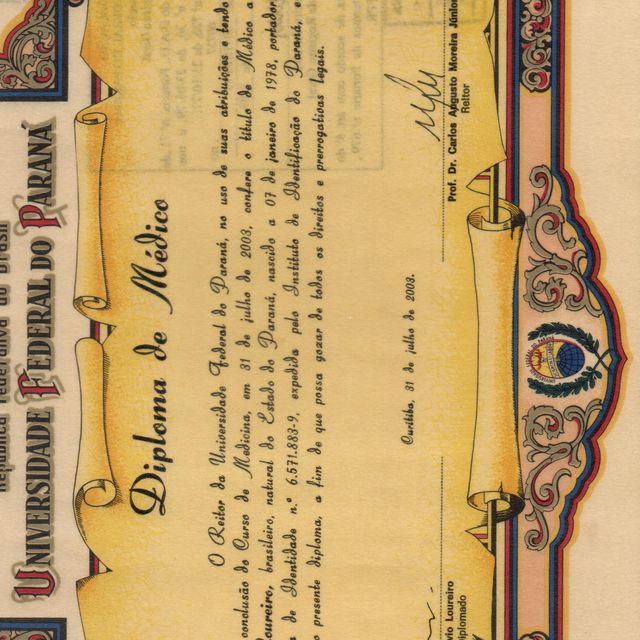 República Federativa do Brasil
UNIVERSIDADE FEDERAL DO PARANÁ
Diploma de Médico
O Reitor da Universidade Federal do Paraná, no uso de suas atribuições e tendo
conclusão do Curso de Medicina, em 31 de julho de 2003, confere o título de Médico a
Loureiro, brasileiro, natural do Estado do Paraná, nascido a 07 de janeiro de 1978, portador
de Identidade n.º 6.571.883-9, expedida pelo Instituto de Identificação do Paraná, e
o presente diploma, a fim de que possa gozar de todos os direitos e prerrogativas legais.
Curitiba, 31 de julho de 2003.
Prof. Dr. Carlos Augusto Moreira Júnior
Reitor
rio Loureiro
Diplomado